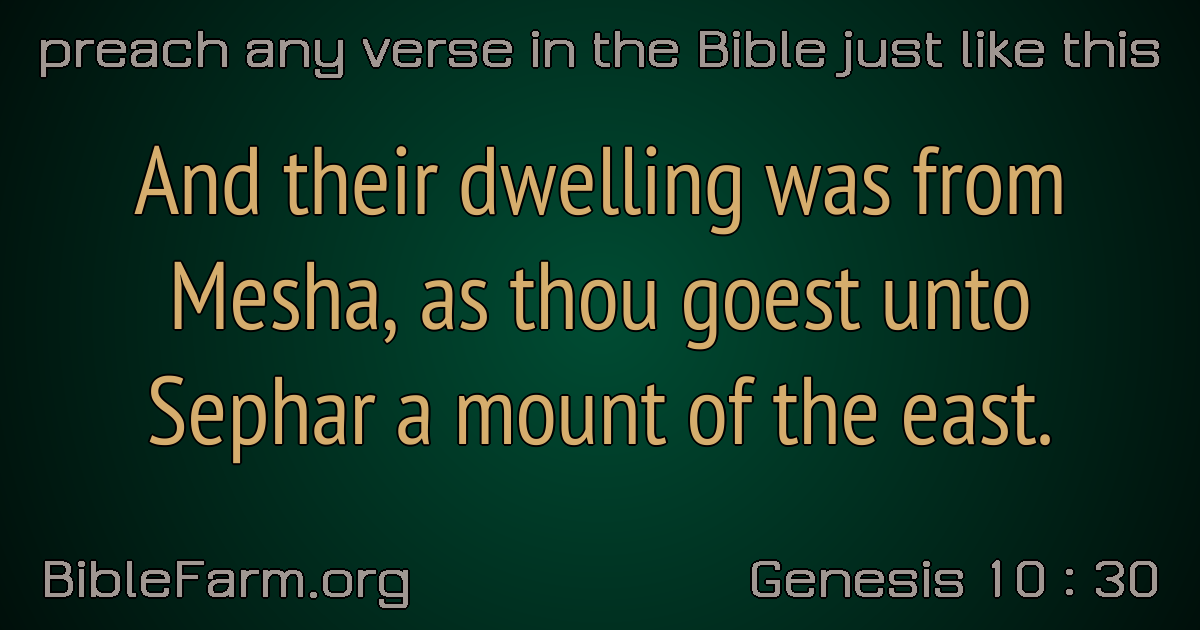 preach any verse in the Bible just like this
And their dwelling was from
Mesha, as thou goest unto
Sephar a mount of the east.
BibleFarm.org
Genesis 10 : 30